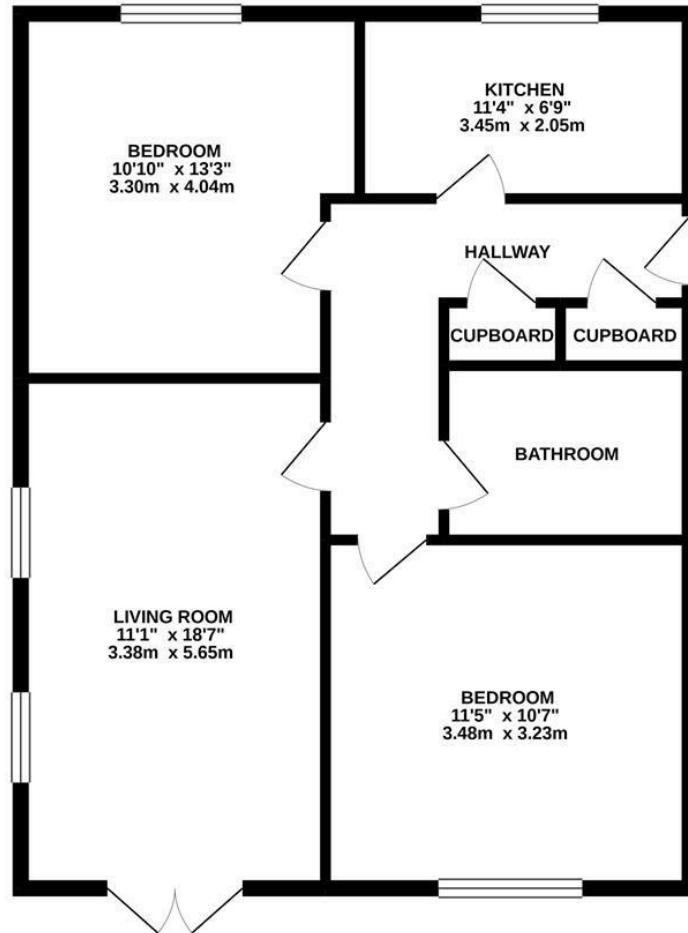 KITCHEN
11'4" x 6'9"
3.45m x 2.05m
BEDROOM
10'10" x 13'3"
3.30m x 4.04m
HALLWAY
CUPBOARD
CUPBOARD
BATHROOM
LIVING ROOM
11'1" x 18'7"
3.38m x 5.65m
BEDROOM
11'5" x 10'7"
3.48m x 3.23m